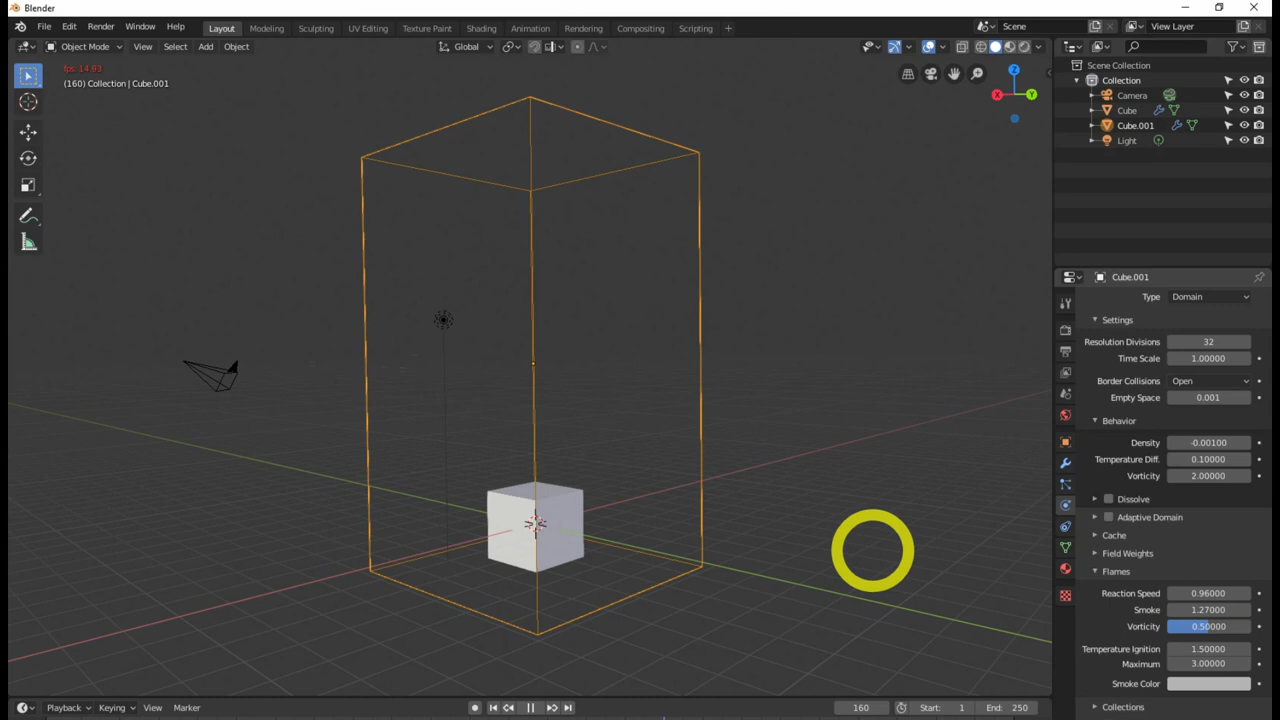 Blender
File Edit Render Window Help
Layout Modeling Sculpting UV Editing Texture Paint Shading Animation Rendering Compositing Scripting +
Scene
View Layer
Object Mode View Select Add Object
Global
fps: 14.93
(160) Collection | Cube.001
Z
X
Y
Scene Collection
Collection
Camera
Cube
Cube.001
Light
Cube.001
Type Domain
Settings
Resolution Divisions 32
Time Scale 1.00000
Border Collisions Open
Empty Space 0.001
Behavior
Density -0.00100
Temperature Diff. 0.10000
Vorticity 2.00000
Dissolve
Adaptive Domain
Cache
Field Weights
Flames
Reaction Speed 0.96000
Smoke 1.27000
Vorticity 0.50000
Temperature Ignition 1.50000
Maximum 3.00000
Smoke Color
Collections
Playback Keying View Marker
160 Start: 1 End: 250